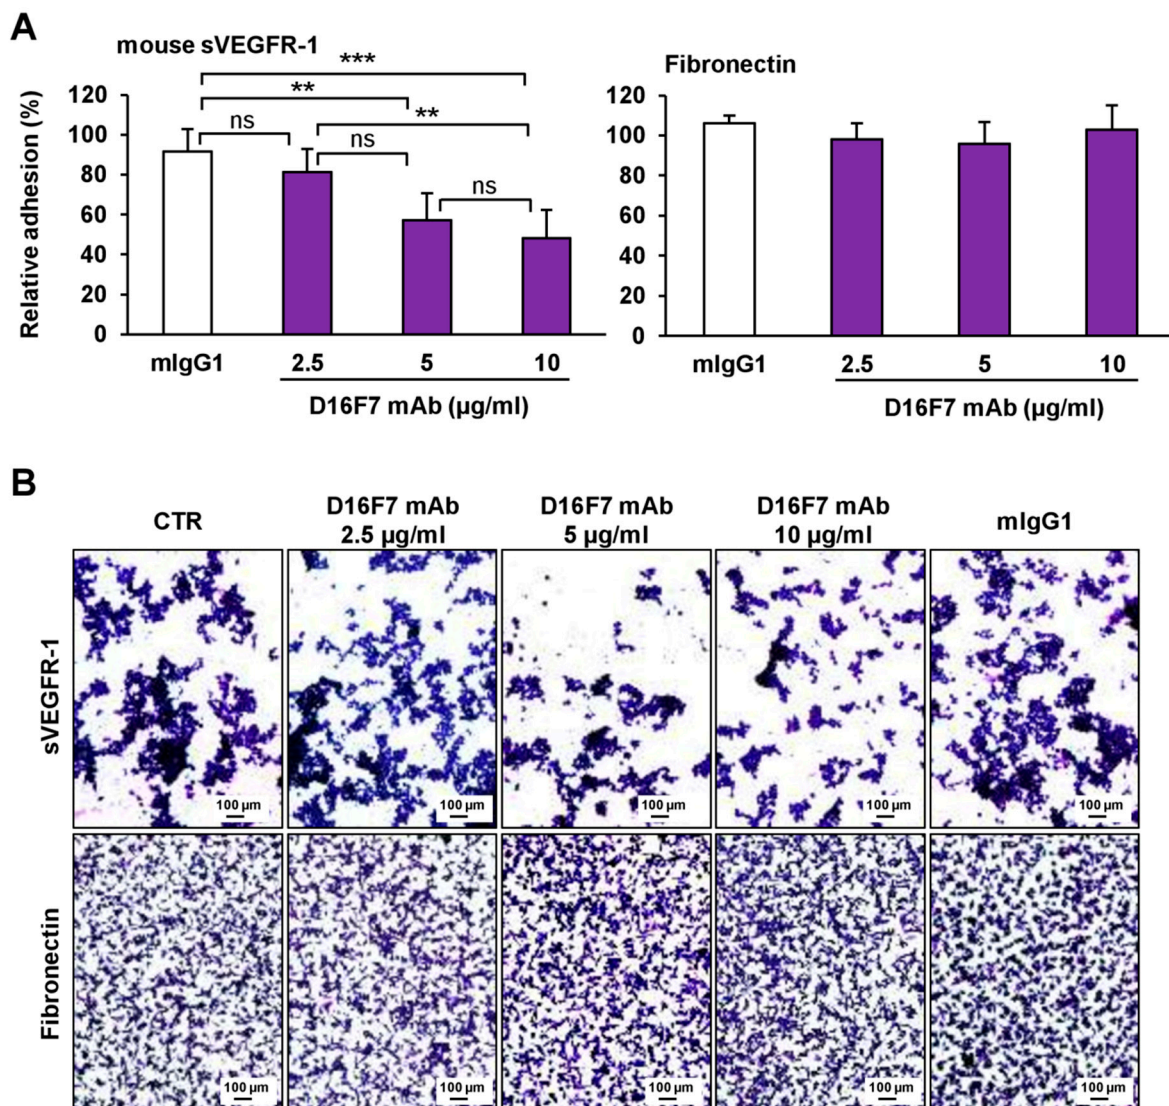 A
mouse sVEGFR-1
Fibronectin
***
**
**
ns
ns
ns
Relative adhesion (%)
120
100
80
60
40
20
0
mIgG1
2.5
5
10
D16F7 mAb (µg/ml)
120
100
80
60
40
20
0
mIgG1
2.5
5
10
D16F7 mAb (µg/ml)
B
CTR
D16F7 mAb
2.5 µg/ml
D16F7 mAb
5 µg/ml
D16F7 mAb
10 µg/ml
mIgG1
sVEGFR-1
100 µm
100 µm
100 µm
100 µm
100 µm
Fibronectin
100 µm
100 µm
100 µm
100 µm
100 µm